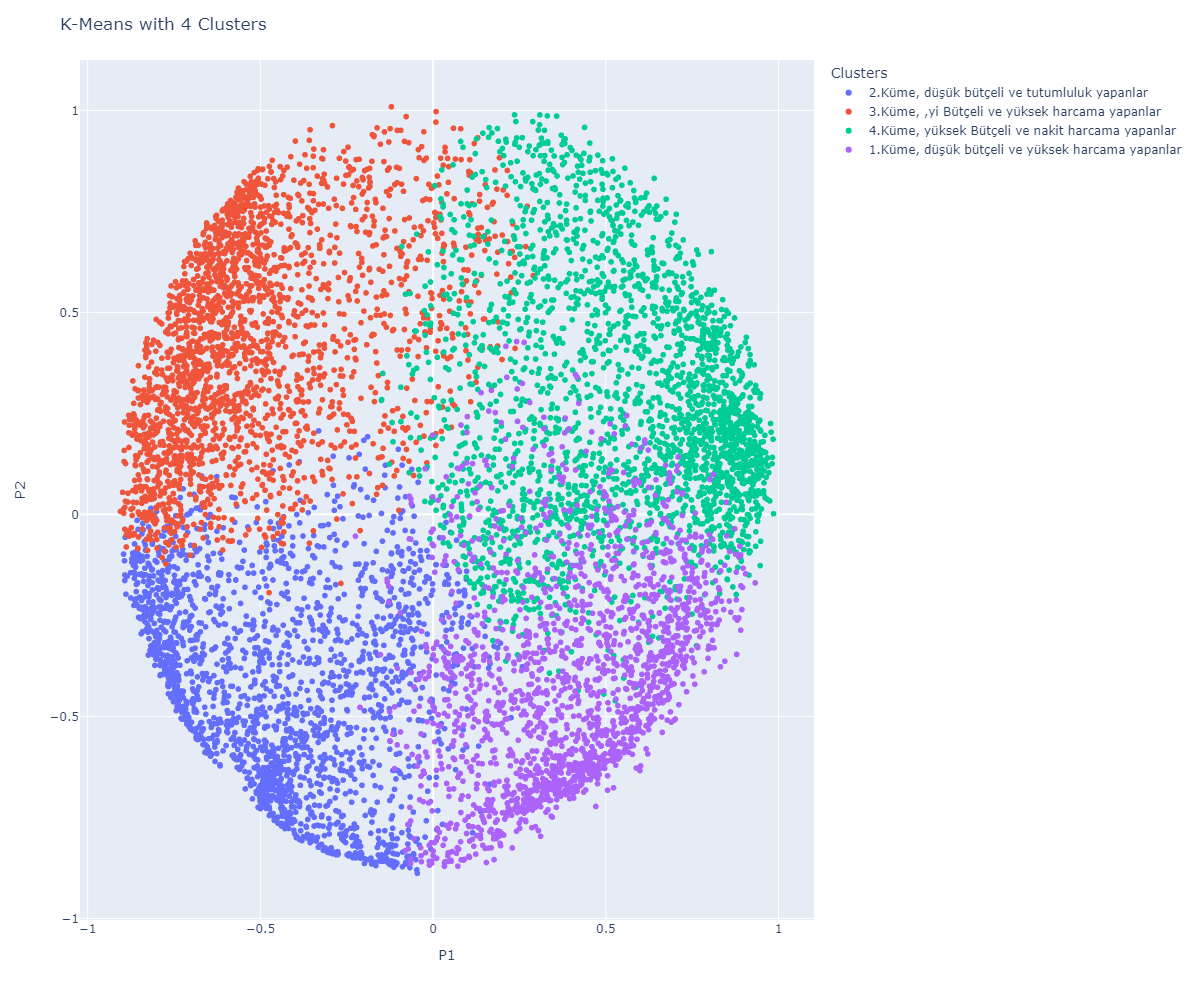 K-Means with 4 Clusters
Clusters
2.Küme, düşük bütçeli ve tutumluluk yapanlar
3.Küme, ,yi Bütçeli ve yüksek harcama yapanlar
4.Küme, yüksek Bütçeli ve nakit harcama yapanlar
1.Küme, düşük bütçeli ve yüksek harcama yapanlar
1
0.5
0
−0.5
−1
P2
−1 −0.5 0 0.5 1
P1